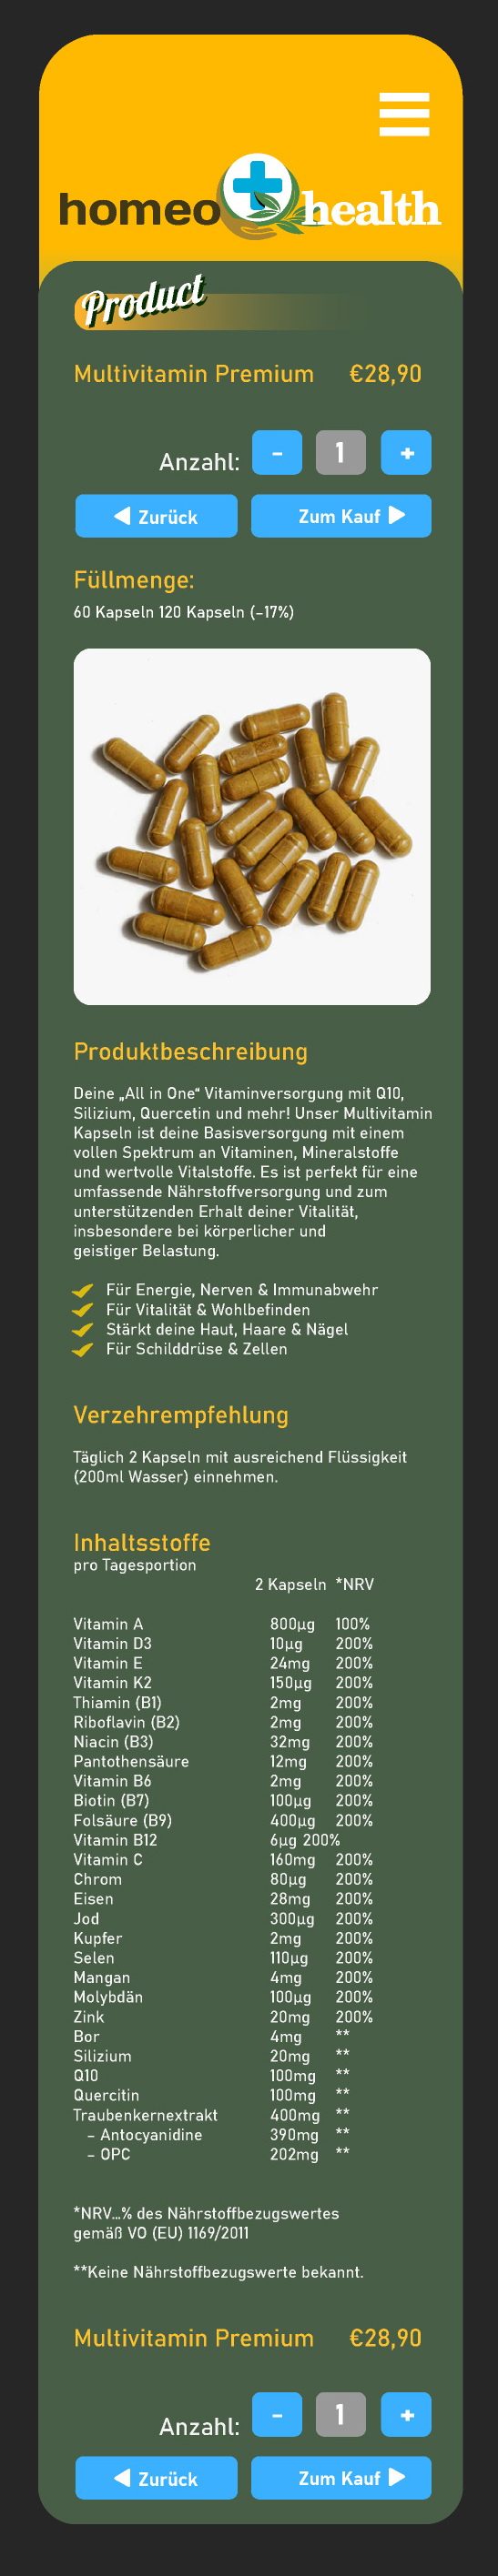 homeo health
Product
Multivitamin Premium €28,90
Anzahl: - 1 +
Zurück Zum Kauf
Füllmenge:
60 Kapseln 120 Kapseln (-17%)
Produktbeschreibung
Deine „All in One“ Vitaminversorgung mit Q10,
Silizium, Quercetin und mehr! Unser Multivitamin
Kapseln ist deine Basisversorgung mit einem
vollen Spektrum an Vitaminen, Mineralstoffe
und wertvolle Vitalstoffe. Es ist perfekt für eine
umfassende Nährstoffversorgung und zum
unterstützenden Erhalt deiner Vitalität,
insbesondere bei körperlicher und
geistiger Belastung.
Für Energie, Nerven & Immunabwehr
Für Vitalität & Wohlbefinden
Stärkt deine Haut, Haare & Nägel
Für Schilddrüse & Zellen
Verzehrempfehlung
Täglich 2 Kapseln mit ausreichend Flüssigkeit
(200ml Wasser) einnehmen.
Inhaltsstoffe
pro Tagesportion
2 Kapseln *NRV
Vitamin A 800µg 100%
Vitamin D3 10µg 200%
Vitamin E 24mg 200%
Vitamin K2 150µg 200%
Thiamin (B1) 2mg 200%
Riboflavin (B2) 2mg 200%
Niacin (B3) 32mg 200%
Pantothensäure 12mg 200%
Vitamin B6 2mg 200%
Biotin (B7) 100µg 200%
Folsäure (B9) 400µg 200%
Vitamin B12 6µg 200%
Vitamin C 160mg 200%
Chrom 80µg 200%
Eisen 28mg 200%
Jod 300µg 200%
Kupfer 2mg 200%
Selen 110µg 200%
Mangan 4mg 200%
Molybdän 100µg 200%
Zink 20mg 200%
Bor 4mg **
Silizium 20mg **
Q10 100mg **
Quercitin 100mg **
Traubenkernextrakt 400mg **
- Antocyanidine 390mg **
- OPC 202mg **
*NRV...% des Nährstoffbezugswertes
gemäß VO (EU) 1169/2011
**Keine Nährstoffbezugswerte bekannt.
Multivitamin Premium €28,90
Anzahl: - 1 +
Zurück Zum Kauf